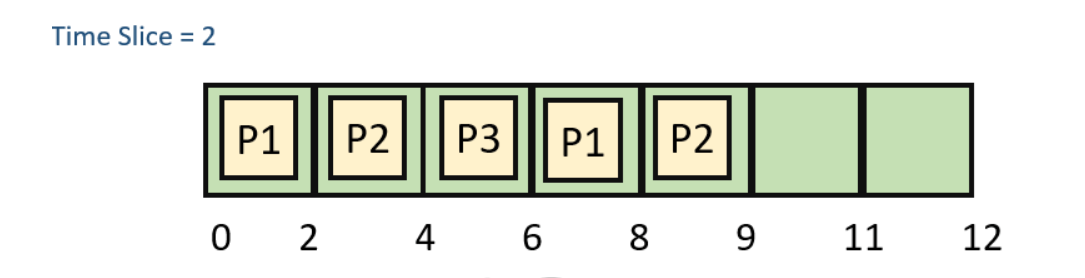 Time Slice = 2
P1 P2 P3 P1 P2
0 2 4 6 8 9 11 12